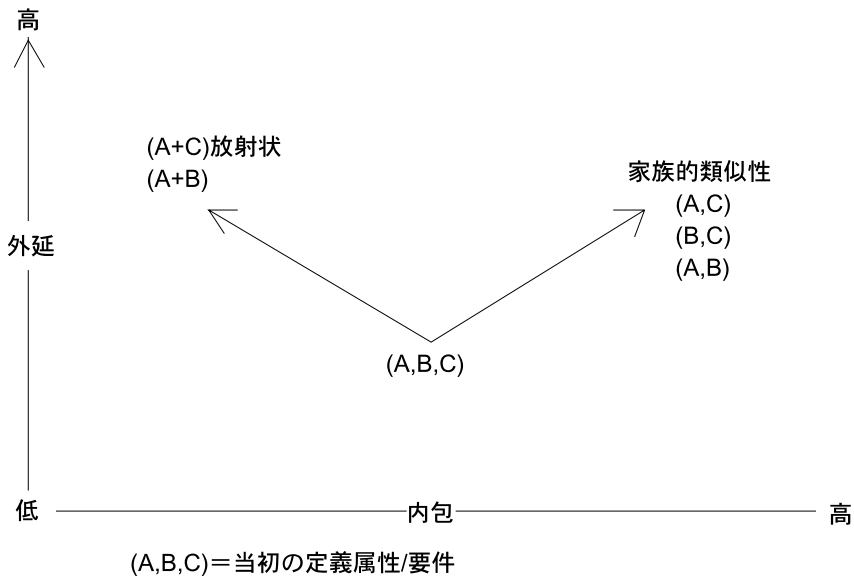 高
(A+C)放射状
(A+B)
家族的類似性
(A,C)
(B,C)
(A,B)
外延
(A,B,C)
低
内包
高
(A,B,C)＝当初の定義属性/要件